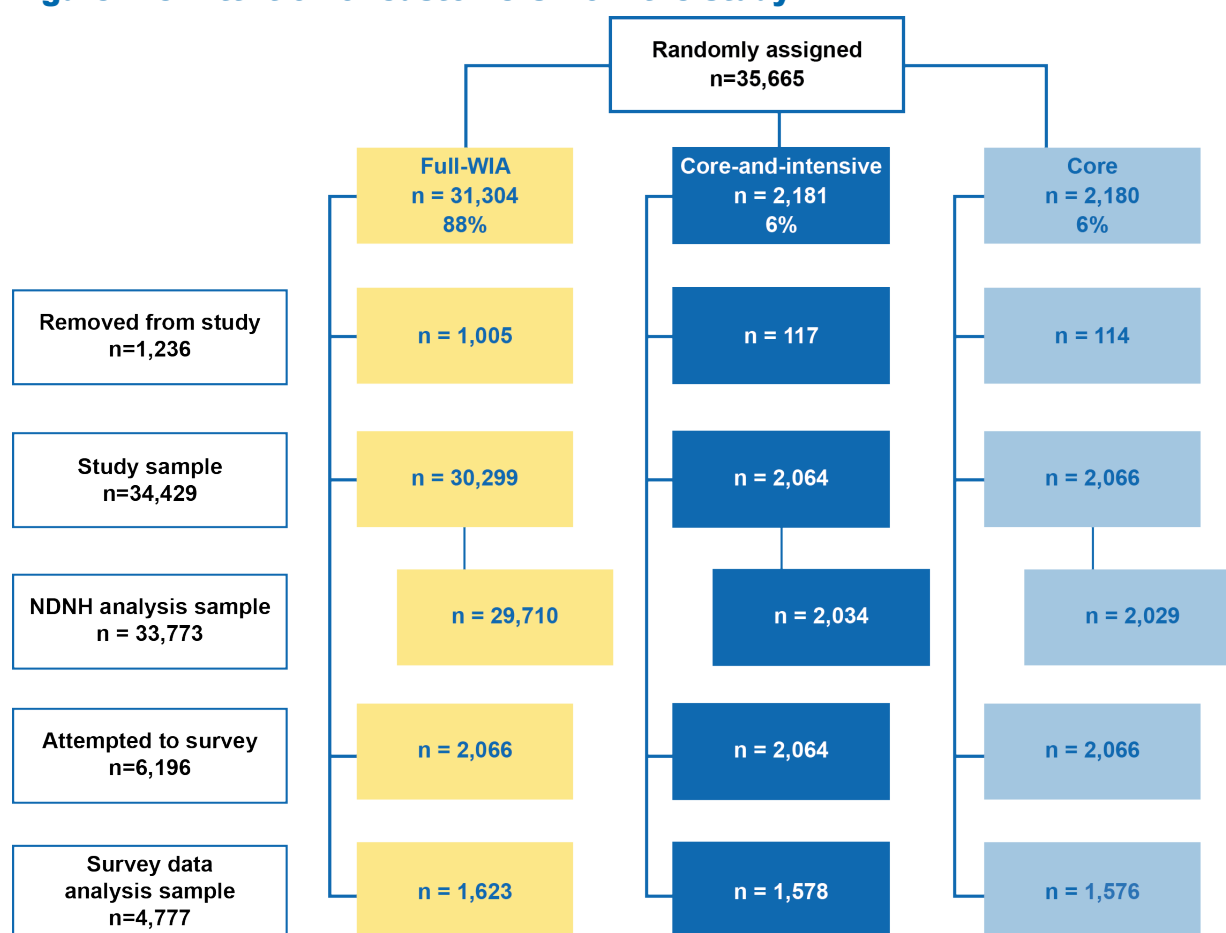 Randomly assigned
n=35,665
Full-WIA
n = 31,304
88%
Core-and-intensive
n = 2,181
6%
Core
n = 2,180
6%
Removed from study
n=1,236
n = 1,005
n = 117
n = 114
Study sample
n=34,429
n = 30,299
n = 2,064
n = 2,066
NDNH analysis sample
n = 33,773
n = 29,710
n = 2,034
n = 2,029
Attempted to survey
n=6,196
n = 2,066
n = 2,064
n = 2,066
Survey data
analysis sample
n=4,777
n = 1,623
n = 1,578
n = 1,576